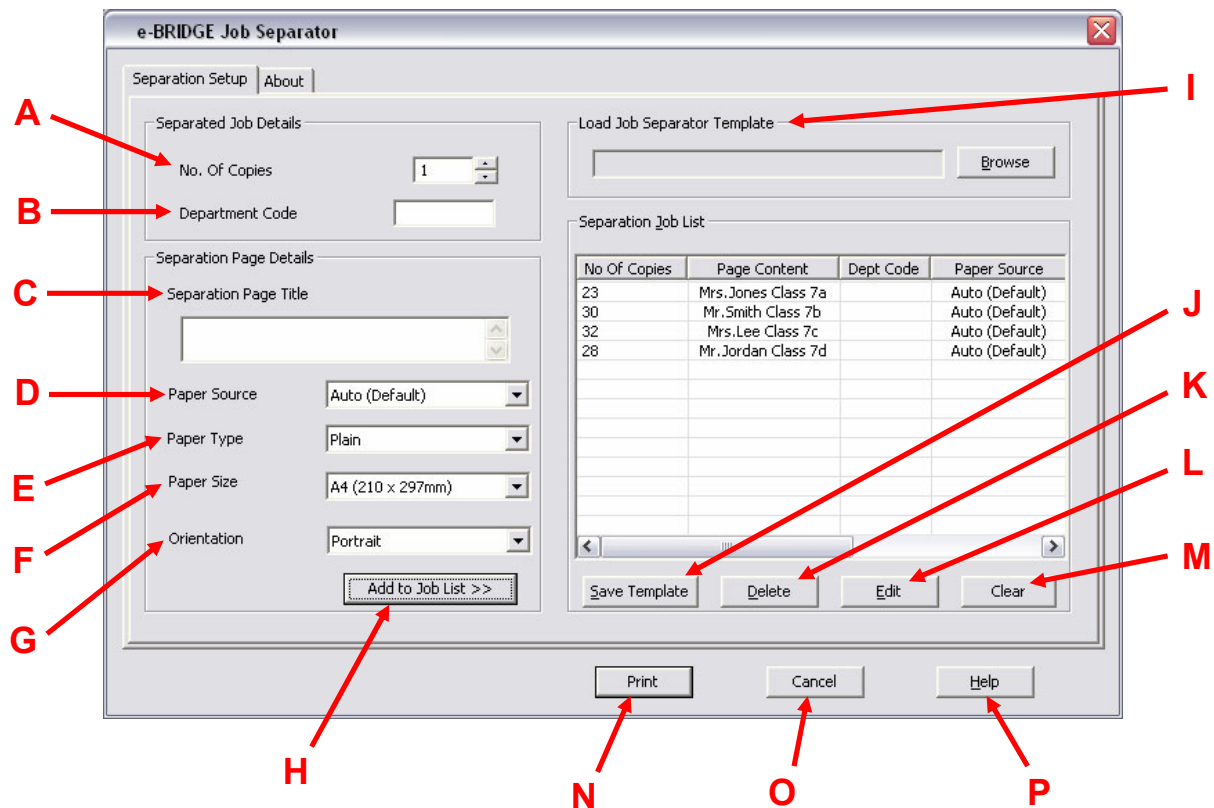 e-BRIDGE Job Separator
Separation Setup
About
A
Separated Job Details
No. Of Copies
1
B
Department Code
Separation Page Details
C
Separation Page Title
D
Paper Source
Auto (Default)
E
Paper Type
Plain
F
Paper Size
A4 (210 x 297mm)
G
Orientation
Portrait
Add to Job List >>
H
I
Load Job Separator Template
Browse
Separation Job List
No Of Copies Page Content Dept Code Paper Source
23 Mrs.Jones Class 7a Auto (Default)
30 Mr.Smith Class 7b Auto (Default)
32 Mrs.Lee Class 7c Auto (Default)
28 Mr.Jordan Class 7d Auto (Default)
J
K
L
M
Save Template Delete Edit Clear
Print Cancel Help
N
O
P